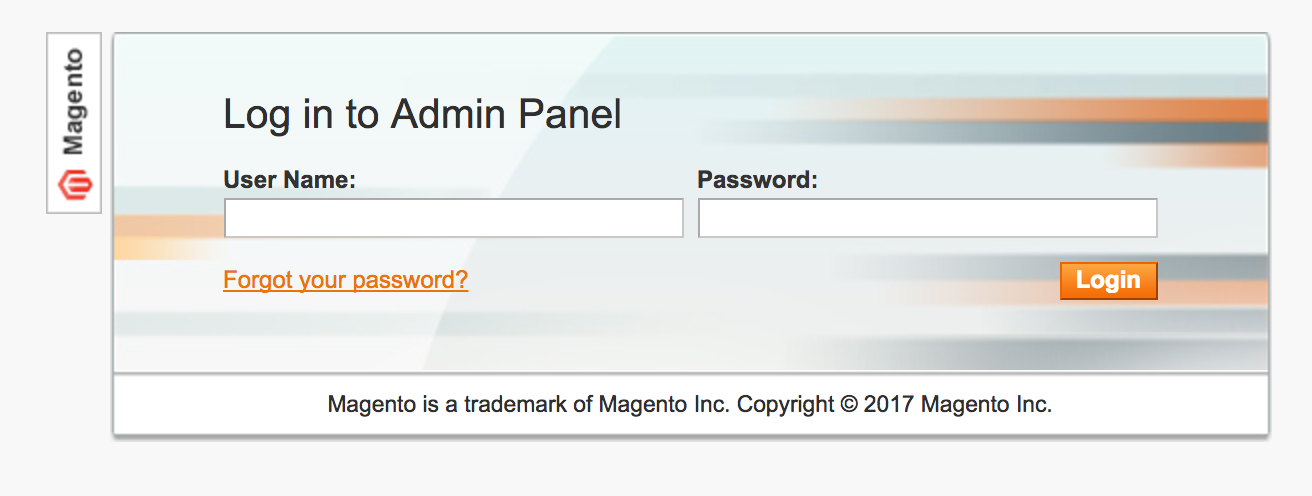 Magento
Log in to Admin Panel
User Name:
Password:
Forgot your password?
Login
Magento is a trademark of Magento Inc. Copyright © 2017 Magento Inc.